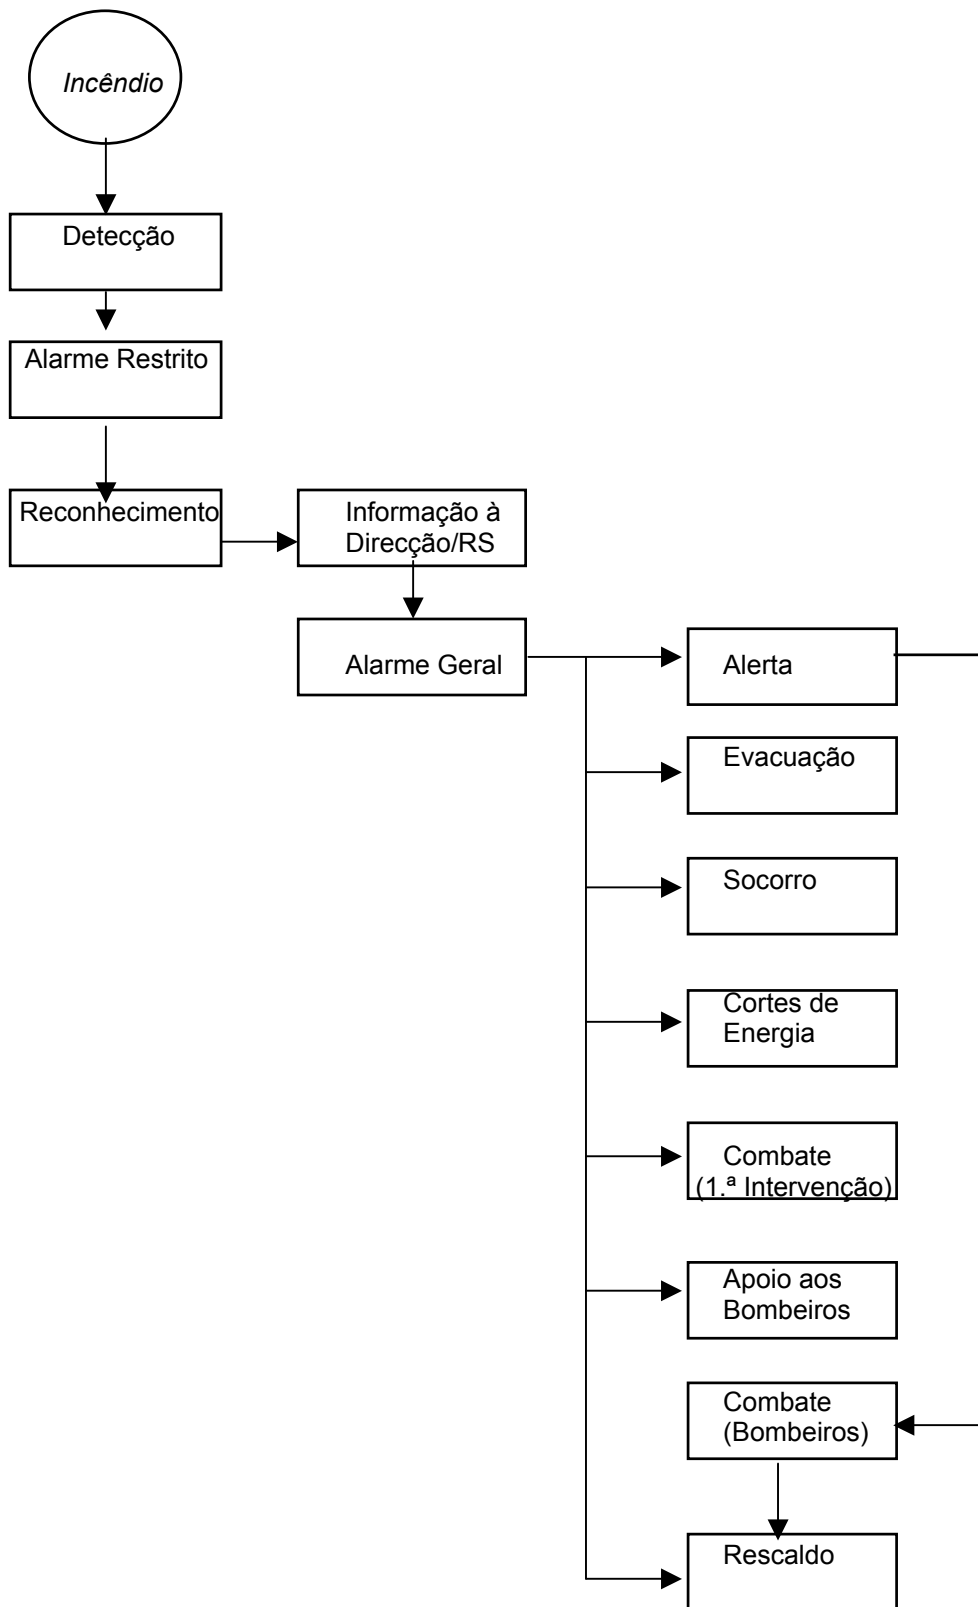 Incêndio
Detecção
Alarme Restrito
Reconhecimento
Informação à
Direcção/RS
Alarme Geral
Alerta
Evacuação
Socorro
Cortes de
Energia
Combate
(1.ª Intervenção)
Apoio aos
Bombeiros
Combate
(Bombeiros)
Rescaldo